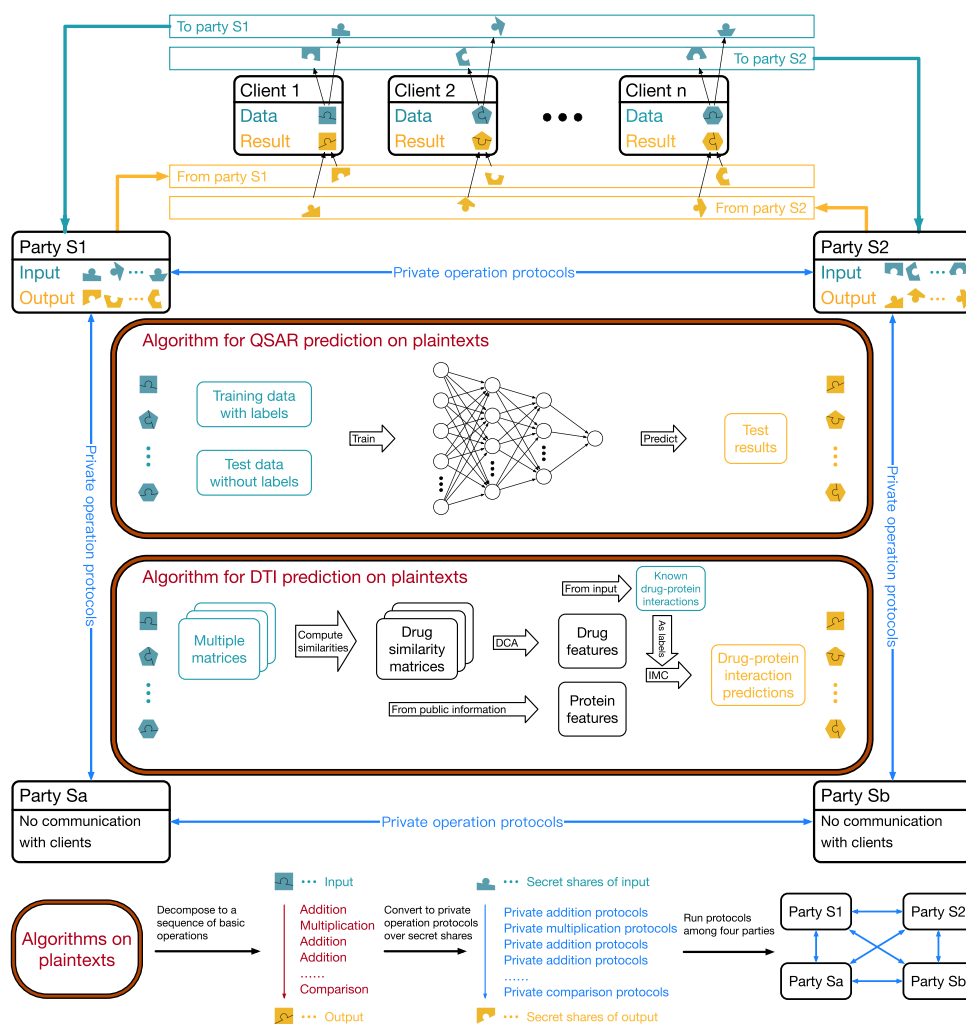 To party S1
To party S2
Client 1
Data
Result
Client 2
Data
Result
Client n
Data
Result
From party S1
From party S2
Party S1
Input
Output
Private operation protocols
Party S2
Input
Output
Private operation protocols
Private operation protocols
Algorithm for QSAR prediction on plaintexts
Training data
with labels
Test data
without labels
Train
Predict
Test
results
Algorithm for DTI prediction on plaintexts
Multiple
matrices
Compute
similarities
Drug
similarity
matrices
DCA
Drug
features
From input
Known
drug-protein
interactions
As labels
IMC
From public information
Protein
features
Drug-protein
interaction
predictions
Party Sa
No communication
with clients
Private operation protocols
Party Sb
No communication
with clients
Algorithms on
plaintexts
Decompose to a
sequence of basic
operations
Input
Addition
Multiplication
Addition
Addition
......
Comparison
Output
Convert to private
operation protocols
over secret shares
Secret shares of input
Private addition protocols
Private multiplication protocols
Private addition protocols
Private addition protocols
......
Private comparison protocols
Secret shares of output
Run protocols
among four parties
Party S1
Party S2
Party Sa
Party Sb